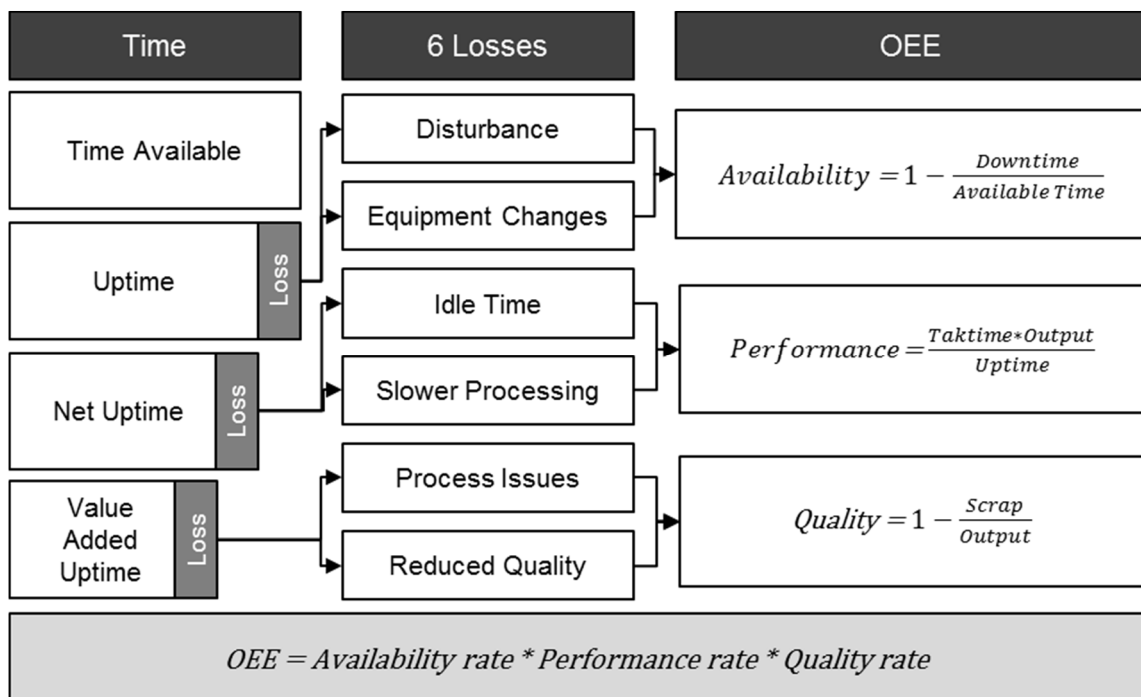 Time
6 Losses
OEE
Time Available
Uptime
Loss
Net Uptime
Loss
Value
Added
Uptime
Loss
Disturbance
Equipment Changes
Idle Time
Slower Processing
Process Issues
Reduced Quality
Availability = 1 − Downtime / Available Time
Performance = Taktime*Output / Uptime
Quality = 1 − Scrap / Output
OEE = Availability rate * Performance rate * Quality rate